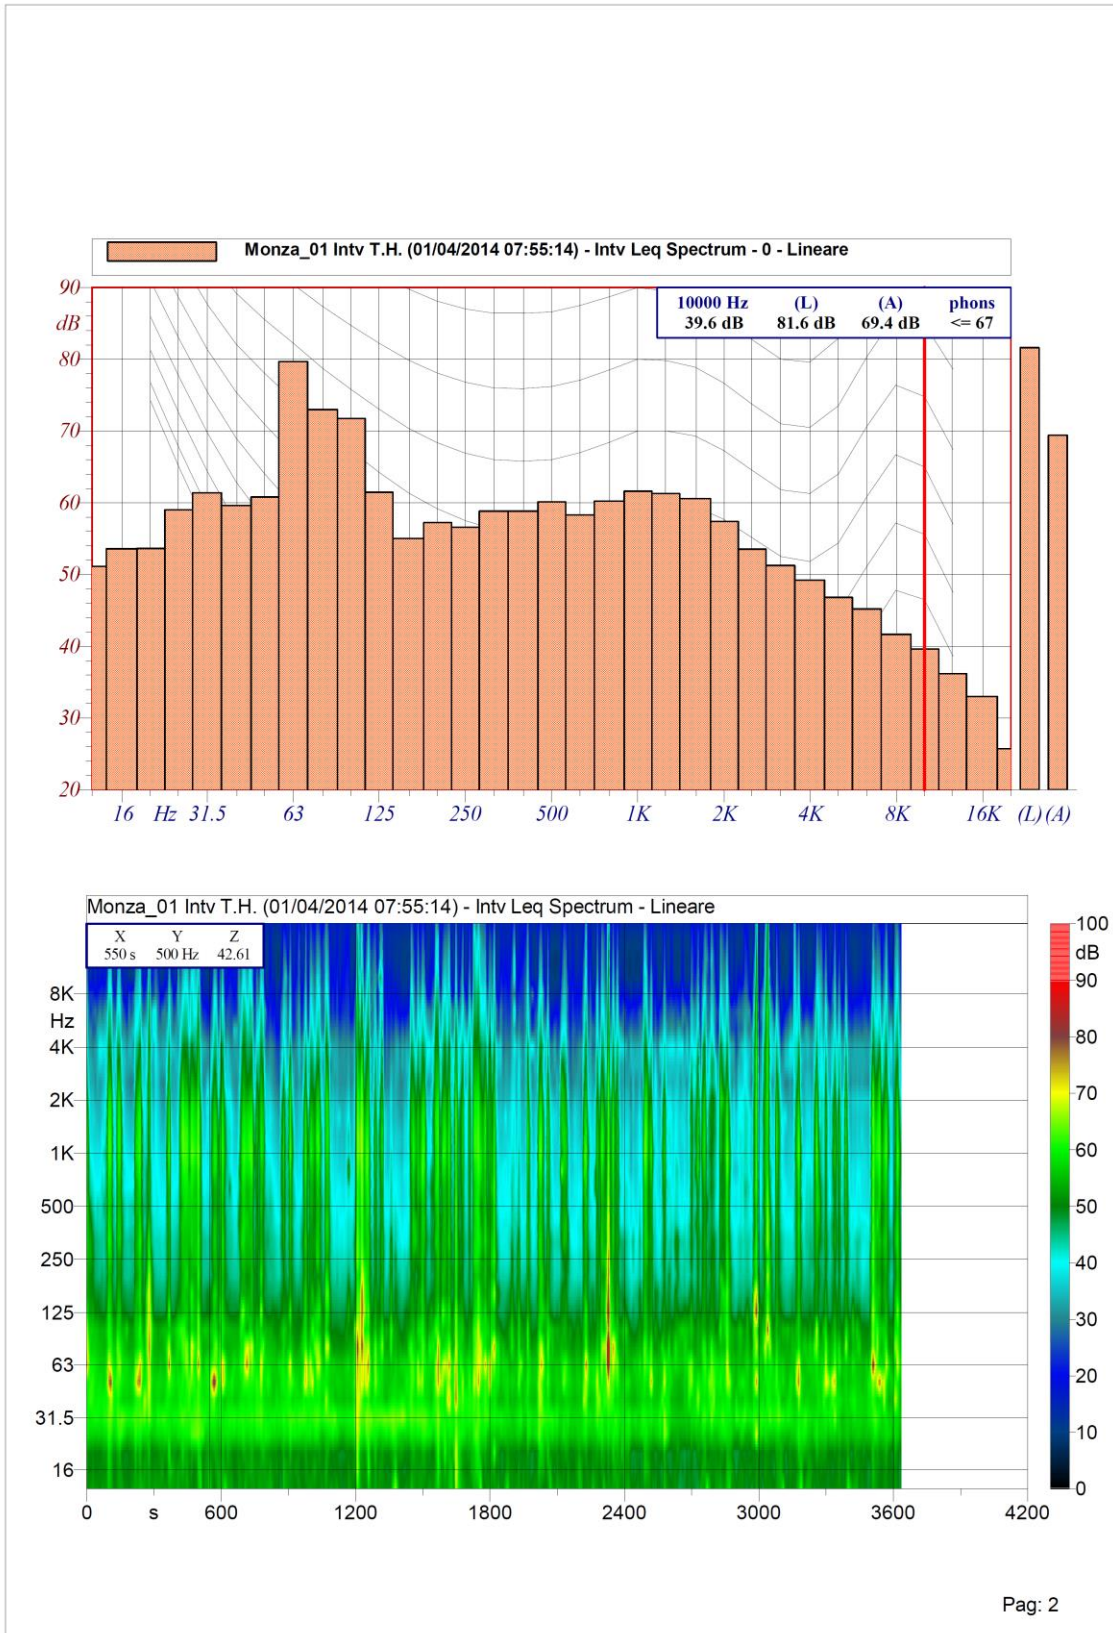 Monza_01 Intv T.H. (01/04/2014 07:55:14) - Intv Leq Spectrum - 0 - Lineare
90
dB
80
70
60
50
40
30
20
10000 Hz (L) (A) phons
39.6 dB 81.6 dB 69.4 dB <= 67
16 Hz 31.5 63 125 250 500 1K 2K 4K 8K 16K (L) (A)
Monza_01 Intv T.H. (01/04/2014 07:55:14) - Intv Leq Spectrum - Lineare
X Y Z
550 s 500 Hz 42.61
8K
Hz
4K
2K
1K
500
250
125
63
31.5
16
0 s 600 1200 1800 2400 3000 3600 4200
100
dB
90
80
70
60
50
40
30
20
10
0
Pag: 2